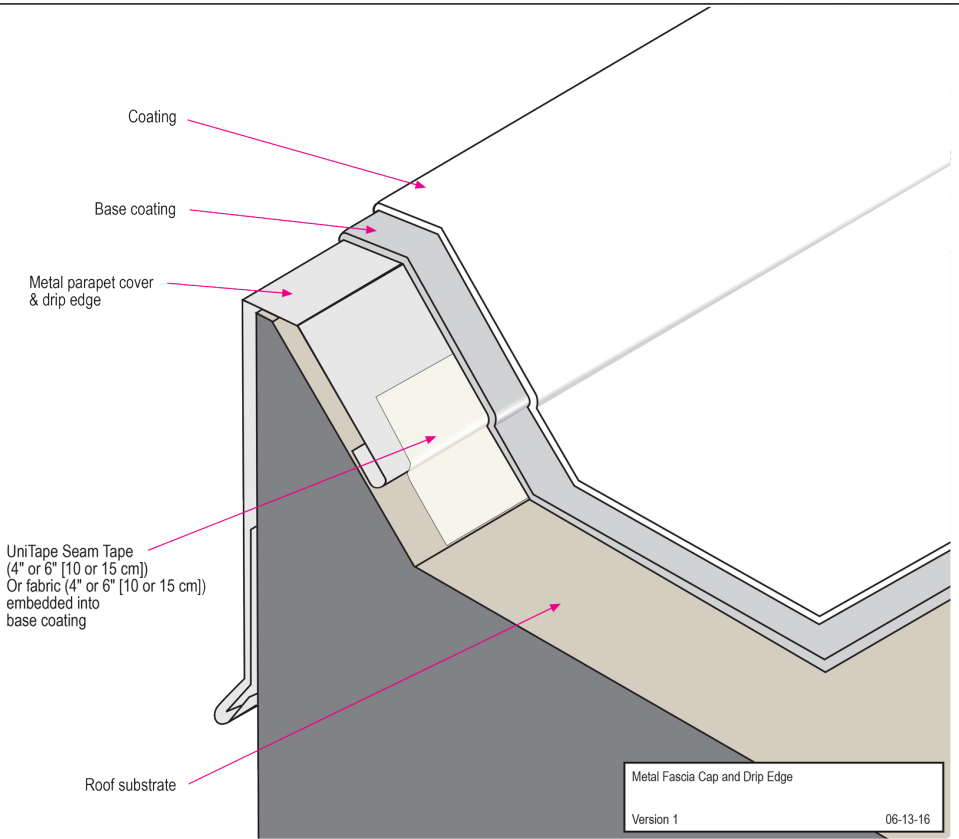 Coating
Base coating
Metal parapet cover
& drip edge
UniTape Seam Tape
(4" or 6" [10 or 15 cm])
Or fabric (4" or 6" [10 or 15 cm])
embedded into
base coating
Roof substrate
Metal Fascia Cap and Drip Edge
Version 1 06-13-16